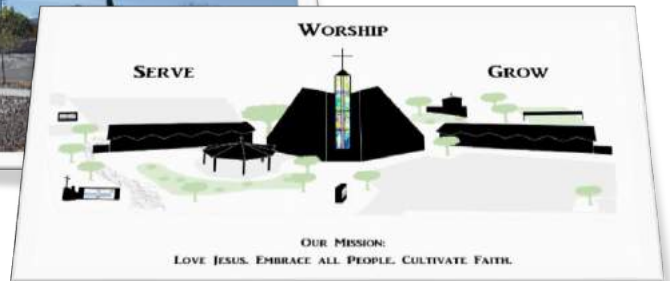 WORSHIP
SERVE
GROW
OUR MISSION:
LOVE JESUS. EMBRACE ALL PEOPLE. CULTIVATE FAITH.